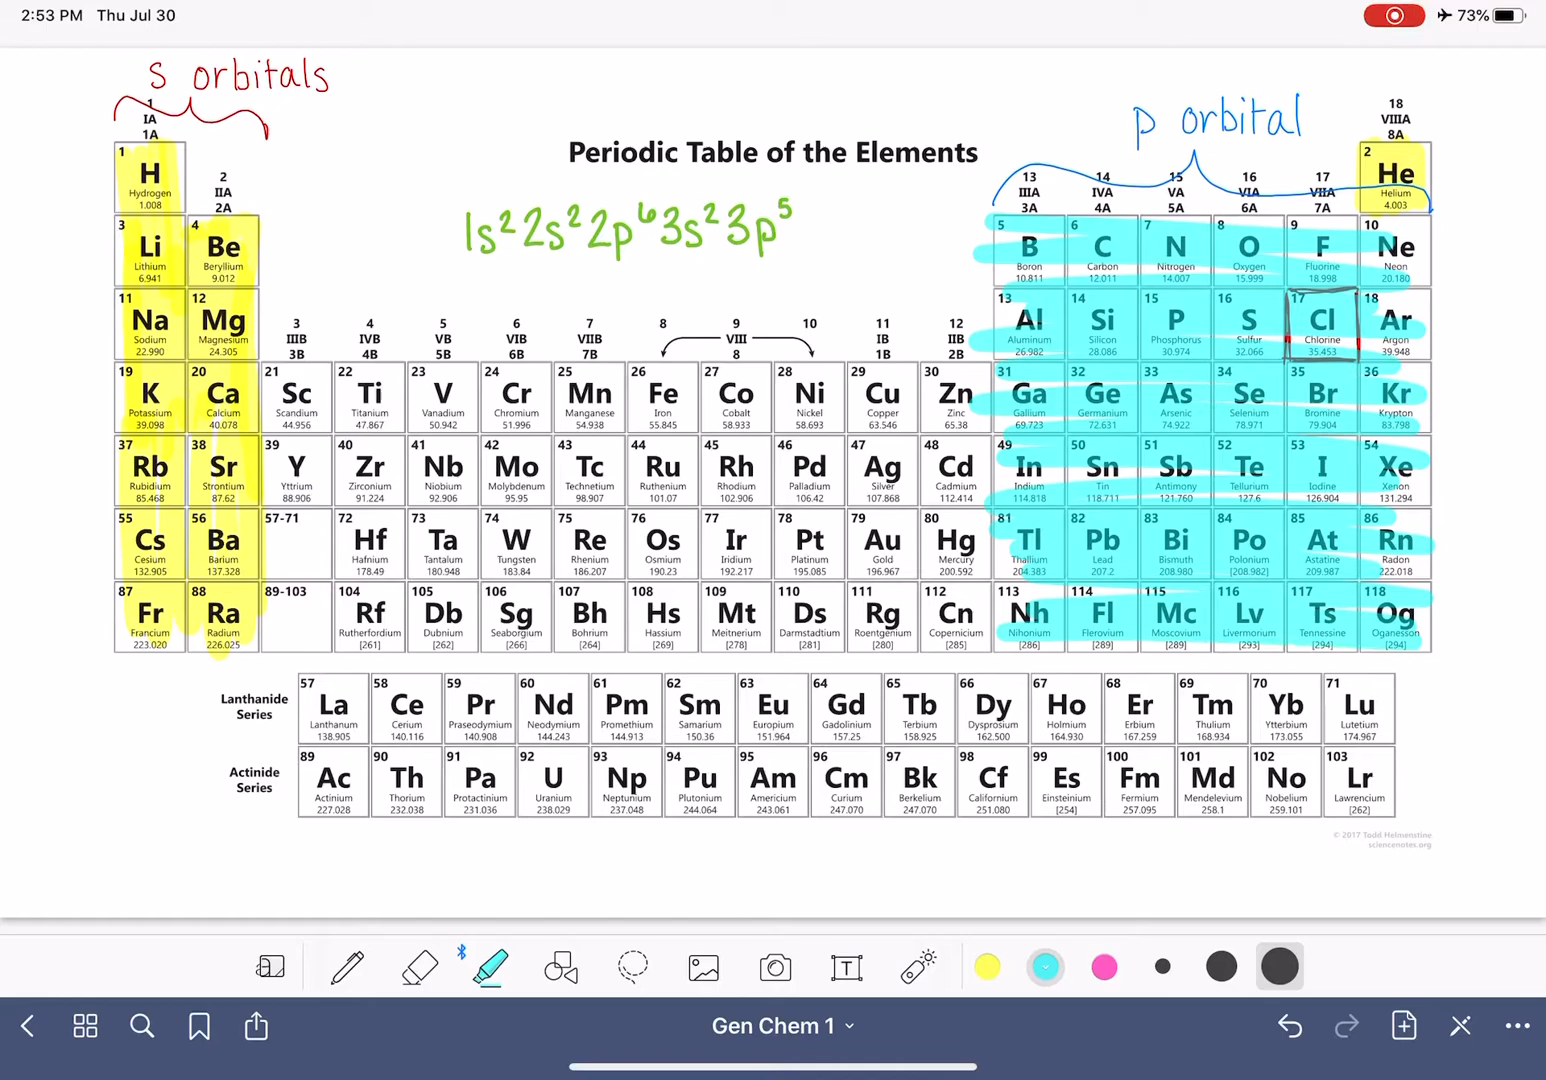 2:53 PM Thu Jul 30 73%
s orbitals
p orbital
1 18
IA VIIIA
1A 8A
Periodic Table of the Elements
1 2
H He
Hydrogen Helium
1.008 4.003
2 13 14 15 16 17
IIA IIIA IVA VA VIA VIIA
2A 3A 4A 5A 6A 7A
1s² 2s² 2p⁶ 3s² 3p⁵
3 4 5 6 7 8 9 10
Li Be B C N O F Ne
Lithium Beryllium Boron Carbon Nitrogen Oxygen Fluorine Neon
6.941 9.012 10.811 12.011 14.007 15.999 18.998 20.180
11 12 13 14 15 16 17 18
Na Mg Al Si P S Cl Ar
Sodium Magnesium Aluminum Silicon Phosphorus Sulfur Chlorine Argon
22.990 24.305 26.982 28.086 30.974 32.066 35.453 39.948
3 4 5 6 7 8 9 10 11 12
IIIB IVB VB VIB VIIB VIII IB IIB
3B 4B 5B 6B 7B 8 1B 2B
19 20 21 22 23 24 25 26 27 28 29 30 31 32 33 34 35 36
K Ca Sc Ti V Cr Mn Fe Co Ni Cu Zn Ga Ge As Se Br Kr
Potassium Calcium Scandium Titanium Vanadium Chromium Manganese Iron Cobalt Nickel Copper Zinc Gallium Germanium Arsenic Selenium Bromine Krypton
39.098 40.078 44.956 47.867 50.942 51.996 54.938 55.845 58.933 58.693 63.546 65.38 69.723 72.631 74.922 78.971 79.904 83.798
37 38 39 40 41 42 43 44 45 46 47 48 49 50 51 52 53 54
Rb Sr Y Zr Nb Mo Tc Ru Rh Pd Ag Cd In Sn Sb Te I Xe
Rubidium Strontium Yttrium Zirconium Niobium Molybdenum Technetium Ruthenium Rhodium Palladium Silver Cadmium Indium Tin Antimony Tellurium Iodine Xenon
85.468 87.62 88.906 91.224 92.906 95.95 98.907 101.07 102.906 106.42 107.868 112.414 114.818 118.711 121.760 127.6 126.904 131.294
55 56 57-71 72 73 74 75 76 77 78 79 80 81 82 83 84 85 86
Cs Ba Hf Ta W Re Os Ir Pt Au Hg Tl Pb Bi Po At Rn
Cesium Barium Hafnium Tantalum Tungsten Rhenium Osmium Iridium Platinum Gold Mercury Thallium Lead Bismuth Polonium Astatine Radon
132.905 137.328 178.49 180.948 183.84 186.207 190.23 192.217 195.085 196.967 200.592 204.383 207.2 208.980 [208.982] 209.987 222.018
87 88 89-103 104 105 106 107 108 109 110 111 112 113 114 115 116 117 118
Fr Ra Rf Db Sg Bh Hs Mt Ds Rg Cn Nh Fl Mc Lv Ts Og
Francium Radium Rutherfordium Dubnium Seaborgium Bohrium Hassium Meitnerium Darmstadtium Roentgenium Copernicium Nihonium Flerovium Moscovium Livermorium Tennessine Oganesson
223.020 226.025 [261] [262] [266] [264] [269] [278] [281] [280] [285] [286] [289] [289] [293] [294] [294]
Lanthanide
Series
57 58 59 60 61 62 63 64 65 66 67 68 69 70 71
La Ce Pr Nd Pm Sm Eu Gd Tb Dy Ho Er Tm Yb Lu
Lanthanum Cerium Praseodymium Neodymium Promethium Samarium Europium Gadolinium Terbium Dysprosium Holmium Erbium Thulium Ytterbium Lutetium
138.905 140.116 140.908 144.243 144.913 150.36 151.964 157.25 158.925 162.500 164.930 167.259 168.934 173.055 174.967
Actinide
Series
89 90 91 92 93 94 95 96 97 98 99 100 101 102 103
Ac Th Pa U Np Pu Am Cm Bk Cf Es Fm Md No Lr
Actinium Thorium Protactinium Uranium Neptunium Plutonium Americium Curium Berkelium Californium Einsteinium Fermium Mendelevium Nobelium Lawrencium
227.028 232.038 231.036 238.029 237.048 244.064 243.061 247.070 247.070 251.080 [254] 257.095 258.1 259.101 [262]
© 2017 Todd Helmenstine
sciencenotes.org
T
Gen Chem 1